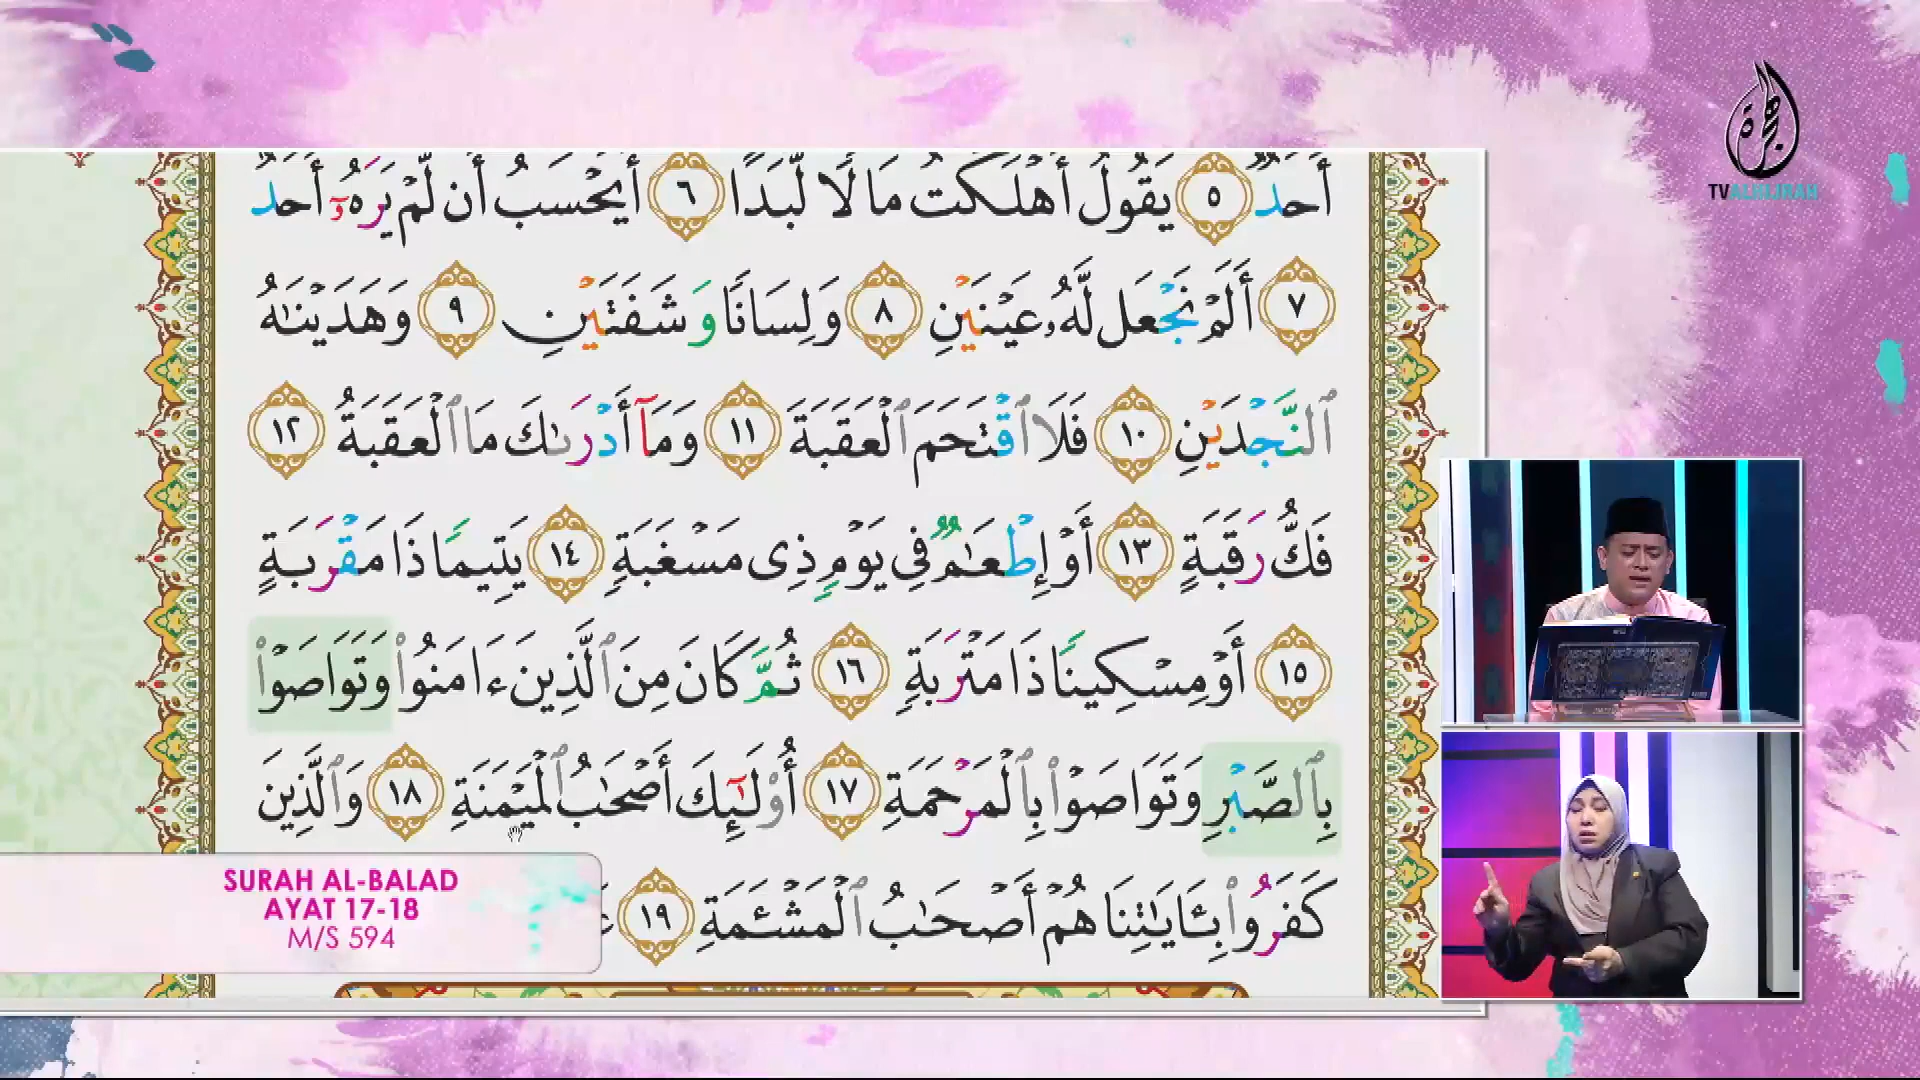 أَحَدٌ ٥ يَقُولُ أَهْلَكْتُ مَالًا لُّبَدًا ٦ أَيَحْسَبُ أَن لَّمْ يَرَهُۥٓ أَحَدٌ
٧ أَلَمْ نَجْعَل لَّهُۥ عَيْنَيْنِ ٨ وَلِسَانًا وَشَفَتَيْنِ ٩ وَهَدَيْنَٰهُ
ٱلنَّجْدَيْنِ ١٠ فَلَا ٱقْتَحَمَ ٱلْعَقَبَةَ ١١ وَمَآ أَدْرَىٰكَ مَا ٱلْعَقَبَةُ ١٢
فَكُّ رَقَبَةٍ ١٣ أَوْ إِطْعَٰمٌ فِى يَوْمٍ ذِى مَسْغَبَةٍ ١٤ يَتِيمًا ذَا مَقْرَبَةٍ
١٥ أَوْ مِسْكِينًا ذَا مَتْرَبَةٍ ١٦ ثُمَّ كَانَ مِنَ ٱلَّذِينَ ءَامَنُوا۟ وَتَوَاصَوْا۟
بِٱلصَّبْرِ وَتَوَاصَوْا۟ بِٱلْمَرْحَمَةِ ١٧ أُو۟لَٰٓئِكَ أَصْحَٰبُ ٱلْمَيْمَنَةِ ١٨ وَٱلَّذِينَ
كَفَرُوا۟ بِـَٔايَٰتِنَا هُمْ أَصْحَٰبُ ٱلْمَشْـَٔمَةِ ١٩
SURAH AL-BALAD
AYAT 17-18
M/S 594
هجرة
TVALHIJRAH